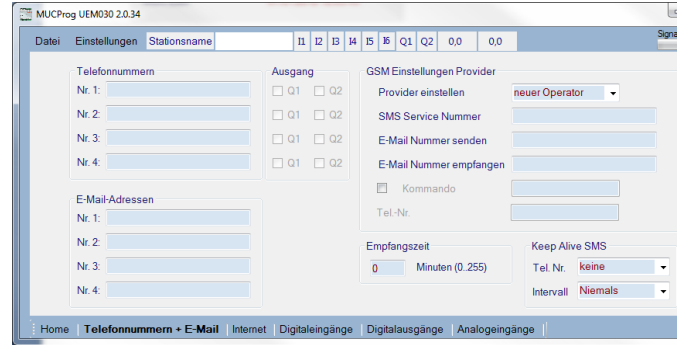 MUCProg UEM030 2.0.34
Datei Einstellungen Stationsname I1 I2 I3 I4 I5 I6 Q1 Q2 0,0 0,0
Telefonnummern
Nr. 1:
Nr. 2:
Nr. 3:
Nr. 4:
Ausgang
Q1 Q2
Q1 Q2
Q1 Q2
Q1 Q2
GSM Einstellungen Provider
Provider einstellen neuer Operator
SMS Service Nummer
E-Mail Nummer senden
E-Mail Nummer empfangen
Kommando
Tel.-Nr.
E-Mail-Adressen
Nr. 1:
Nr. 2:
Nr. 3:
Nr. 4:
Empfangszeit
0 Minuten (0..255)
Keep Alive SMS
Tel. Nr. keine
Intervall Niemals
Home Telefonnummern + E-Mail Internet Digitaleingänge Digitalausgänge Analogeingänge